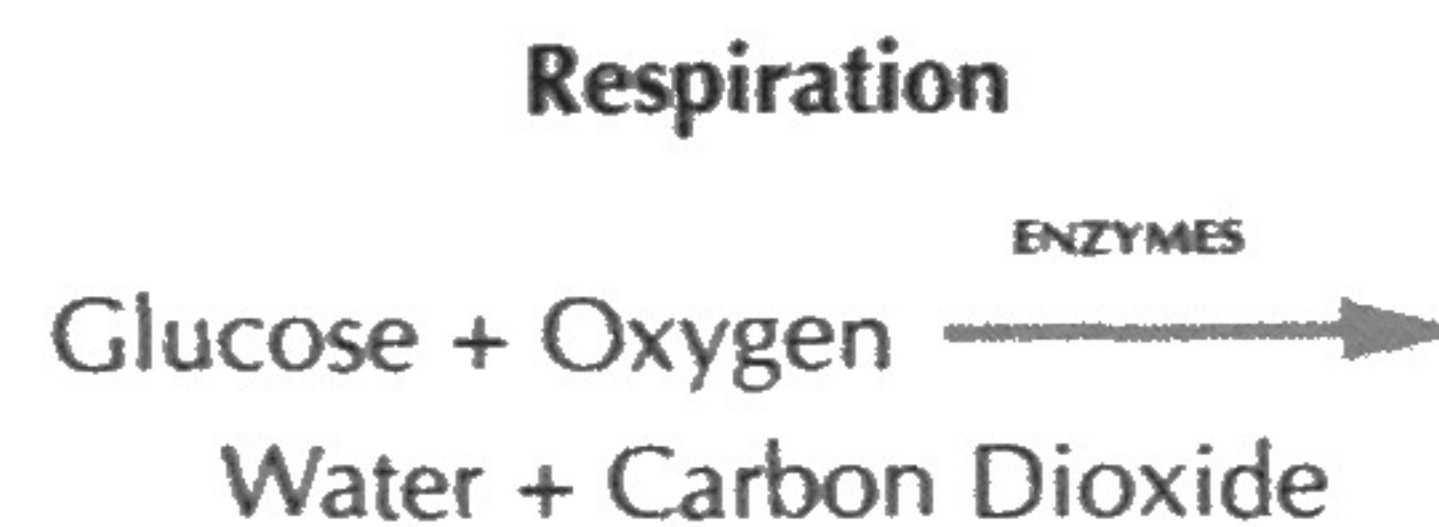 Respiration
ENZYMES
Glucose + Oxygen
Water + Carbon Dioxide